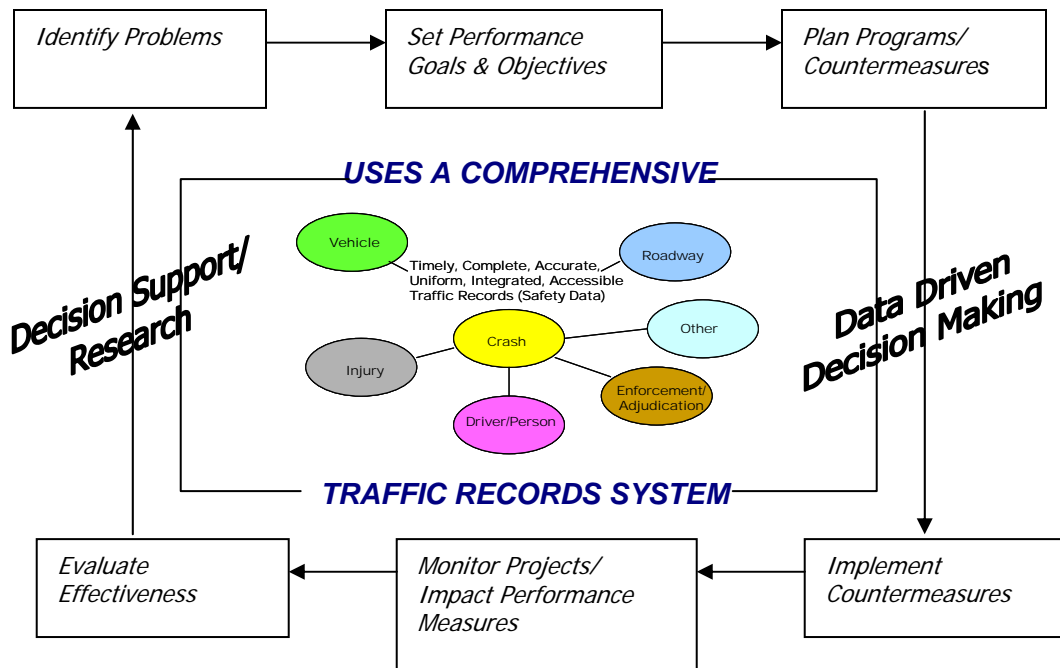 Identify Problems
Set Performance
Goals & Objectives
Plan Programs/
Countermeasures
USES A COMPREHENSIVE
Vehicle
Roadway
Timely, Complete, Accurate,
Uniform, Integrated, Accessible
Traffic Records (Safety Data)
Decision Support/
Research
Data Driven
Decision Making
Crash
Other
Injury
Enforcement/
Adjudication
Driver/Person
TRAFFIC RECORDS SYSTEM
Evaluate
Effectiveness
Monitor Projects/
Impact Performance
Measures
Implement
Countermeasures